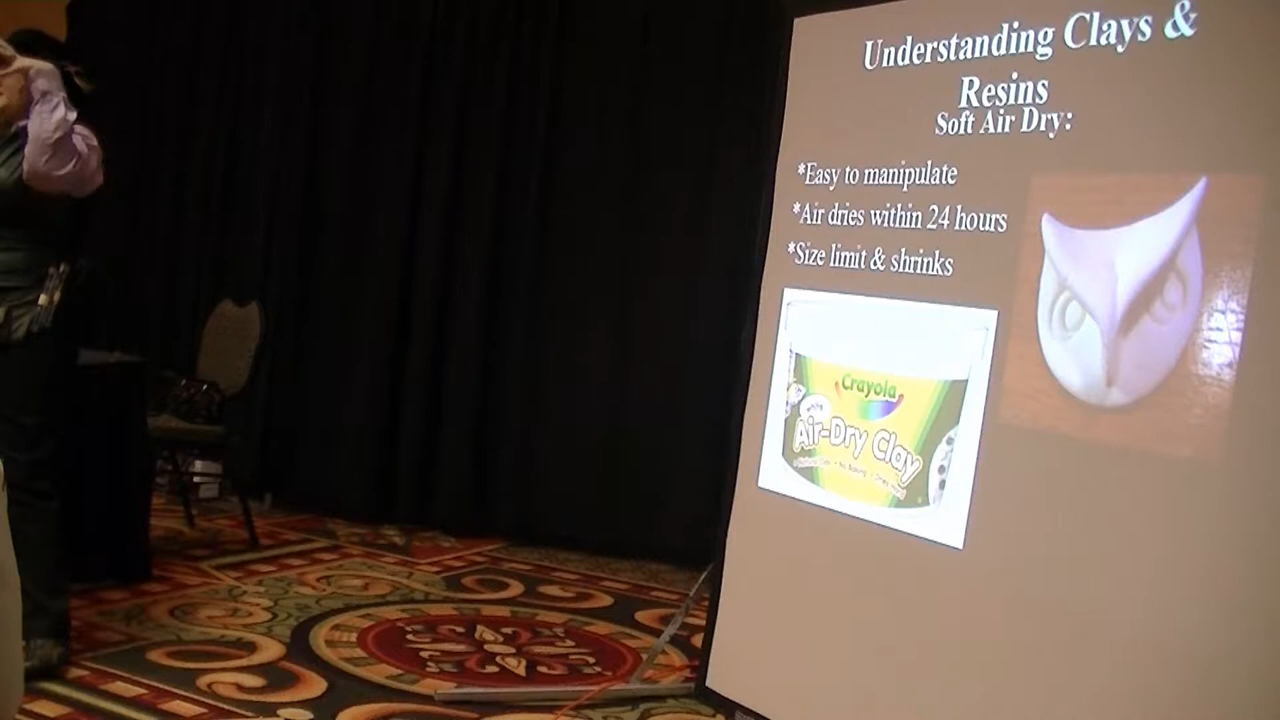 Understanding Clays &
Resins
Soft Air Dry:
*Easy to manipulate
*Air dries within 24 hours
*Size limit & shrinks
Crayola
white
Air-Dry Clay